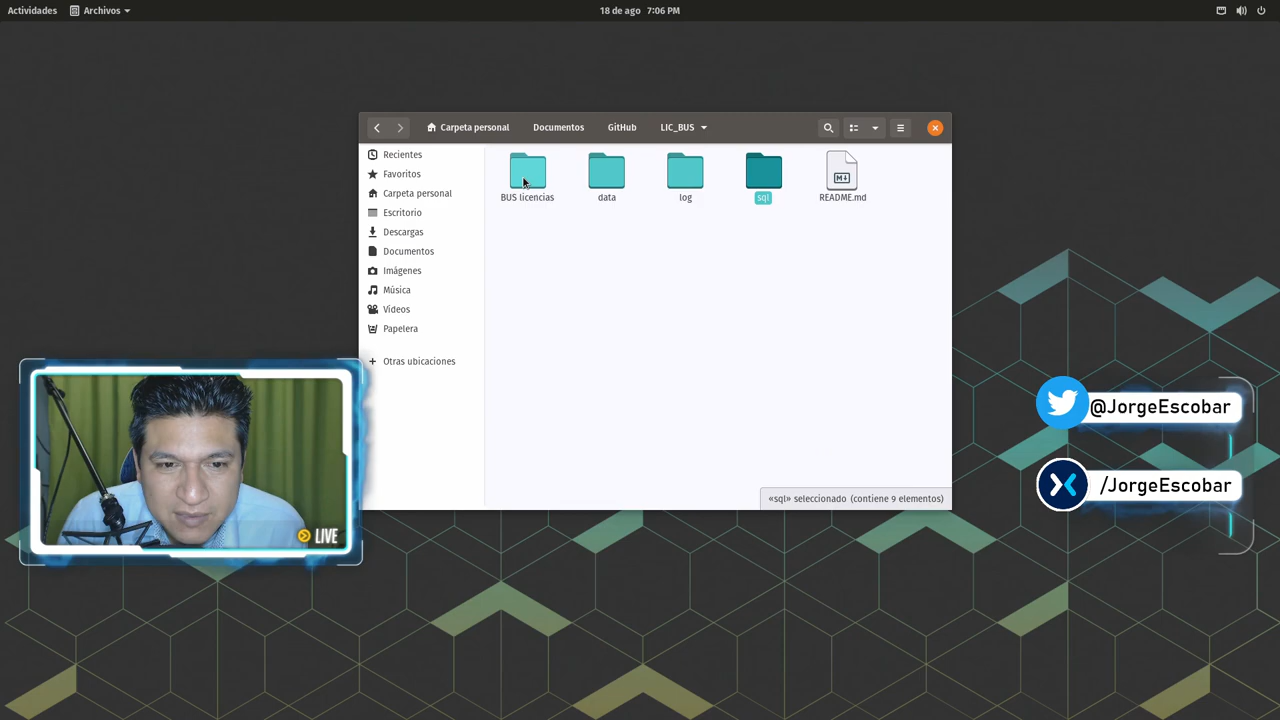 Actividades
Archivos
18 de ago 7:06 PM
Carpeta personal
Documentos
GitHub
LIC_BUS
Recientes
Favoritos
Carpeta personal
Escritorio
Descargas
Documentos
Imágenes
Música
Vídeos
Papelera
Otras ubicaciones
BUS licencias
data
log
sql
M
README.md
«sql» seleccionado (contiene 9 elementos)
LIVE
@JorgeEscobar
/JorgeEscobar